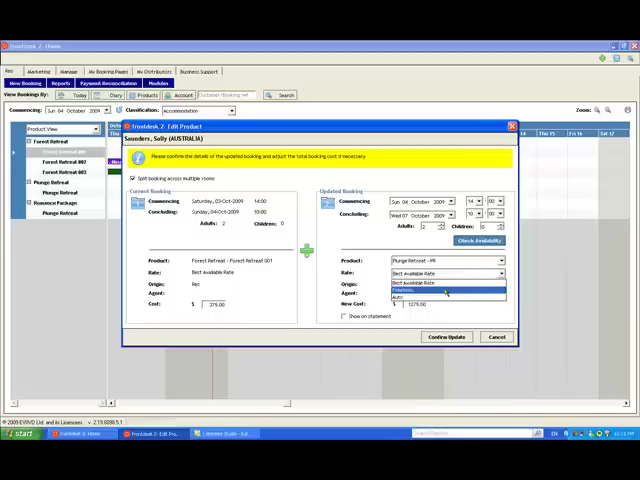 frontdesk 2: Home
Res
Marketing
Manage
My Booking Pages
My Distributors
Business Support
New Booking
Reports
Payment Reconciliation
Modules
View Bookings By:
Today
Diary
Products
Account
Search
Commencing:
Sun 04 October 2009
Classification:
Accommodation
Product View
Forest Retreat
Forest Retreat 002
Forest Retreat 003
Plunge Retreat
Plunge Retreat
Romance Package
Plunge Retreat
Thu 15
Fri 16
Sat 17
frontdesk 2: Edit Product
Saunders, Sally (AUSTRALIA)
Please confirm the details of the updated booking and adjust the total booking cost if necessary
Split booking across multiple rooms
Current Booking
Commencing
Saturday, 03-Oct-2009
14:00
Concluding:
Sunday, 04-Oct-2009
10:00
Adults:
2
Children:
0
Product:
Forest Retreat - Forest Retreat 001
Rate:
Best Available Rate
Origin:
Res
Agent:
Cost:
$
375.00
Updated Booking
Commencing
Sun 04 October 2009
14
:
00
Concluding:
Wed 07 October 2009
10
:
00
Adults:
2
Children:
0
Check Availability
Product:
Plunge Retreat - PR
Rate:
Best Available Rate
Best Available Rate
Auto
Origin:
Agent:
New Cost:
$
1275.00
Show on statement
Confirm Update
Cancel
start
frontdesk 2: Home
frontdesk 2: Edit Pro...
Camtasia Studio - Edi...
EN